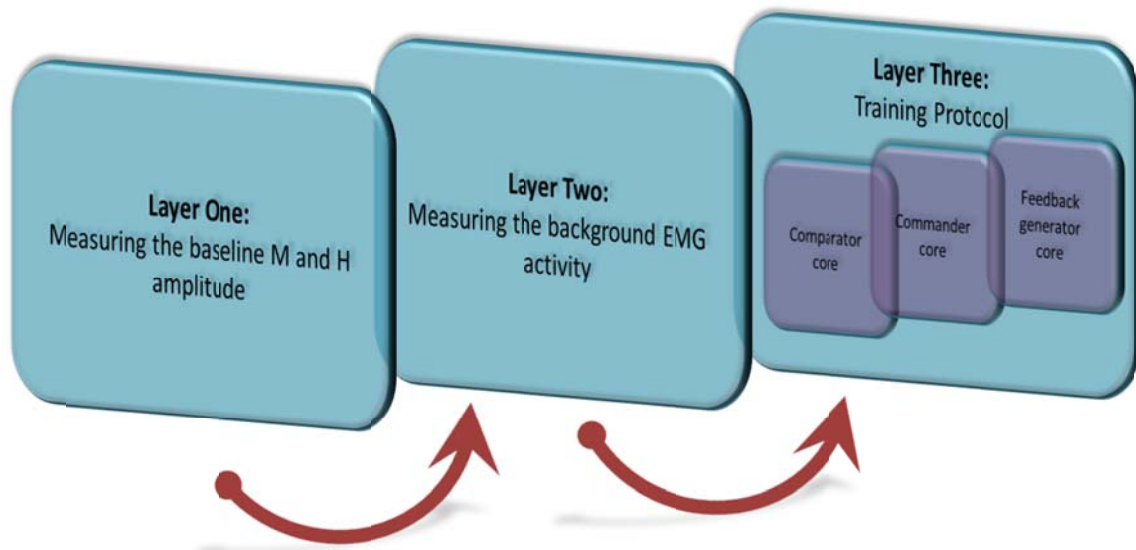 Layer One:
Measuring the baseline M and H
amplitude
Layer Two:
Measuring the background EMG
activity
Layer Three:
Training Protocol
Comparator
core
Commander
core
Feedback
generator
core